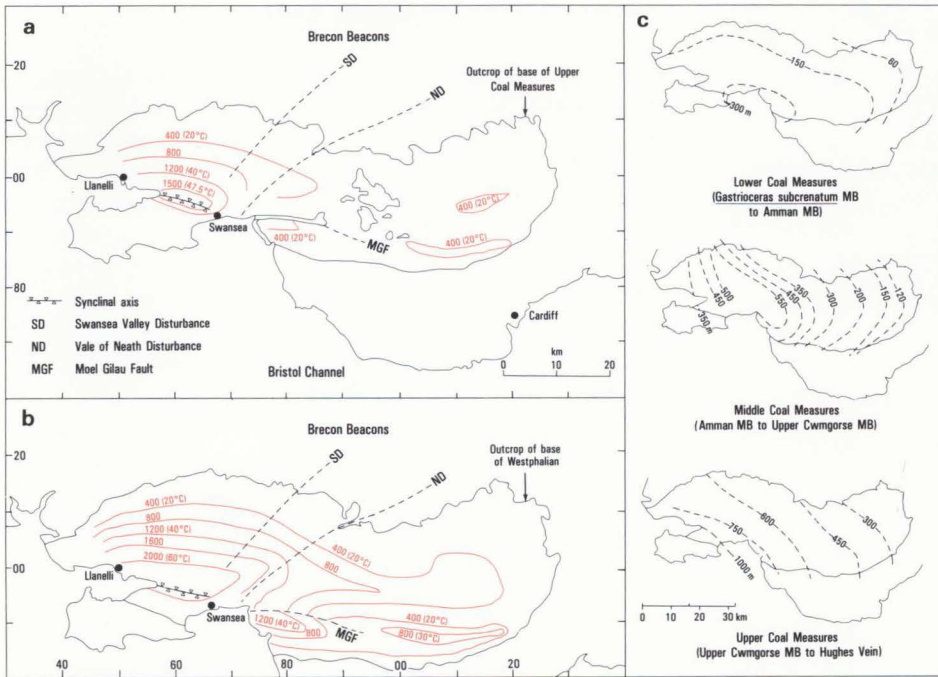 a
Brecon Beacons
SD
ND
Outcrop of base of Upper
Coal Measures
20
00
80
400 (20°C)
800
1200 (40°C)
1500 (47.5°C)
Llanelli
Swansea
400 (20°C)
MGF
400 (20°C)
400 (20°C)
Cardiff
Synclinal axis
SD Swansea Valley Disturbance
ND Vale of Neath Disturbance
MGF Moel Gilau Fault
Bristol Channel
km
0 10 20
b
Brecon Beacons
SD
ND
Outcrop of base
of Westphalian
20
00
400 (20°C)
800
1200 (40°C)
1600
2000 (60°C)
Llanelli
Swansea
400 (20°C)
800
1200 (40°C)
800
MGF
400 (20°C)
800 (30°C)
40 60 80 00 20
c
150
60
300 m
Lower Coal Measures
(Gastrioceras subcrenatum MB
to Amman MB)
500
450
350 m
550
450
350
300
200
150
120
Middle Coal Measures
(Amman MB to Upper Cwmgorse MB)
750
600
450
300
1000 m
0 10 20 30
km
Upper Coal Measures
(Upper Cwmgorse MB to Hughes Vein)